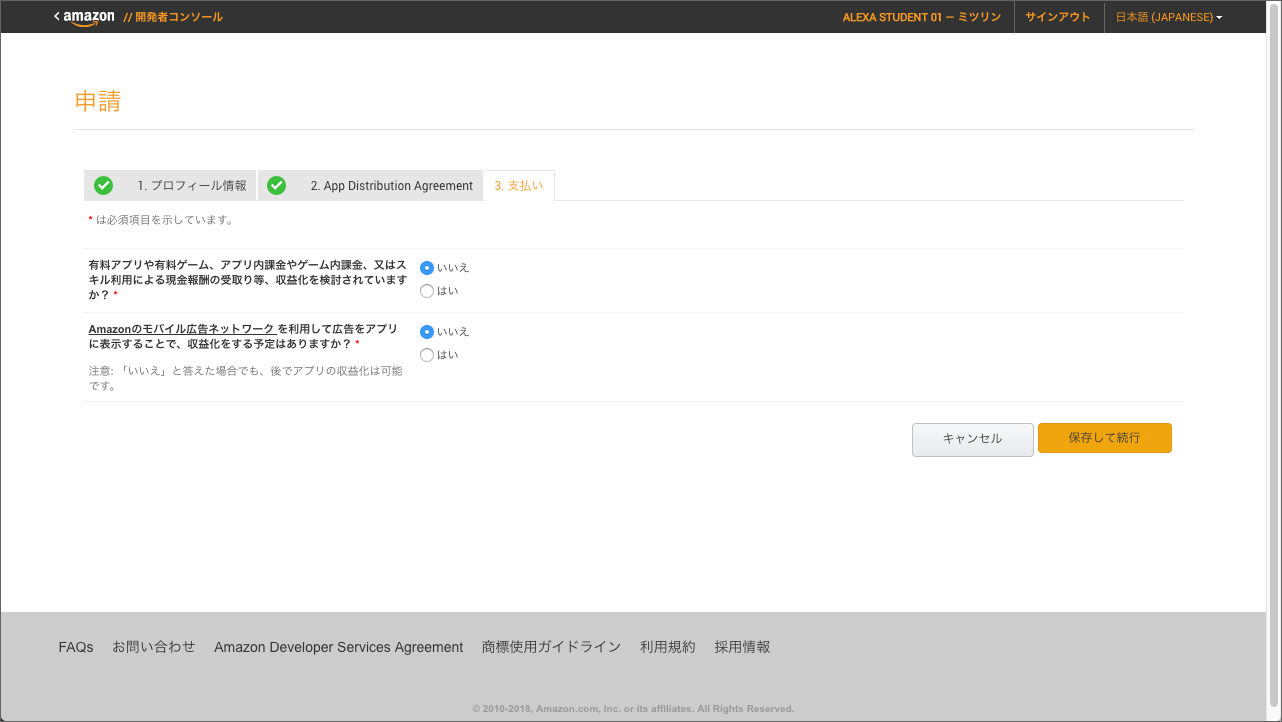 amazon // 開発者コンソール
ALEXA STUDENT 01 – ミツリン
サインアウト
日本語 (JAPANESE)
申請
1. プロフィール情報
2. App Distribution Agreement
3. 支払い
* は必須項目を示しています。
有料アプリや有料ゲーム、アプリ内課金やゲーム内課金、又はス
キル利用による現金報酬の受取り等、収益化を検討されています
か？ *
いいえ
はい
Amazonのモバイル広告ネットワーク を利用して広告をアプリ
に表示することで、収益化をする予定はありますか？ *
注意: 「いいえ」と答えた場合でも、後でアプリの収益化は可能
です。
いいえ
はい
キャンセル
保存して続行
FAQs お問い合わせ Amazon Developer Services Agreement 商標使用ガイドライン 利用規約 採用情報
© 2010-2018, Amazon.com, Inc. or its affiliates. All Rights Reserved.